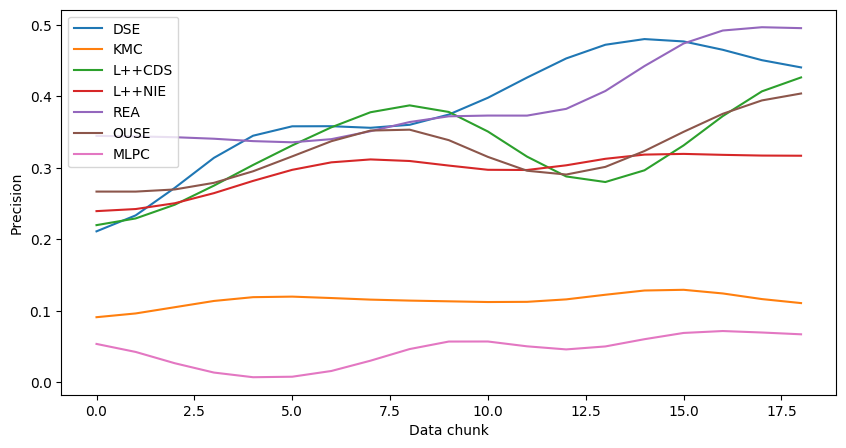 0.5
0.4
0.3
0.2
0.1
0.0
Precision
DSE
KMC
L++CDS
L++NIE
REA
OUSE
MLPC
0.0 2.5 5.0 7.5 10.0 12.5 15.0 17.5
Data chunk